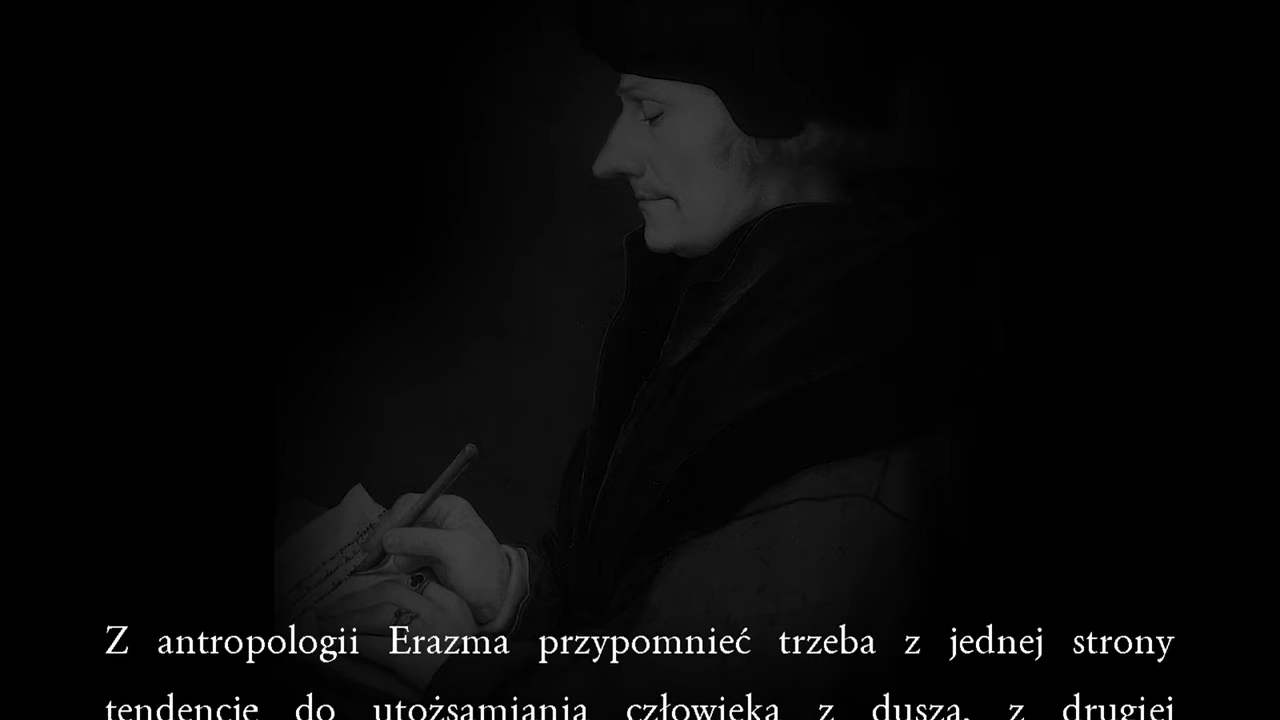 Z antropologii Erazma przypomnieć trzeba z jednej strony
tendencję do utożsamiania człowieka z duszą, z drugiej